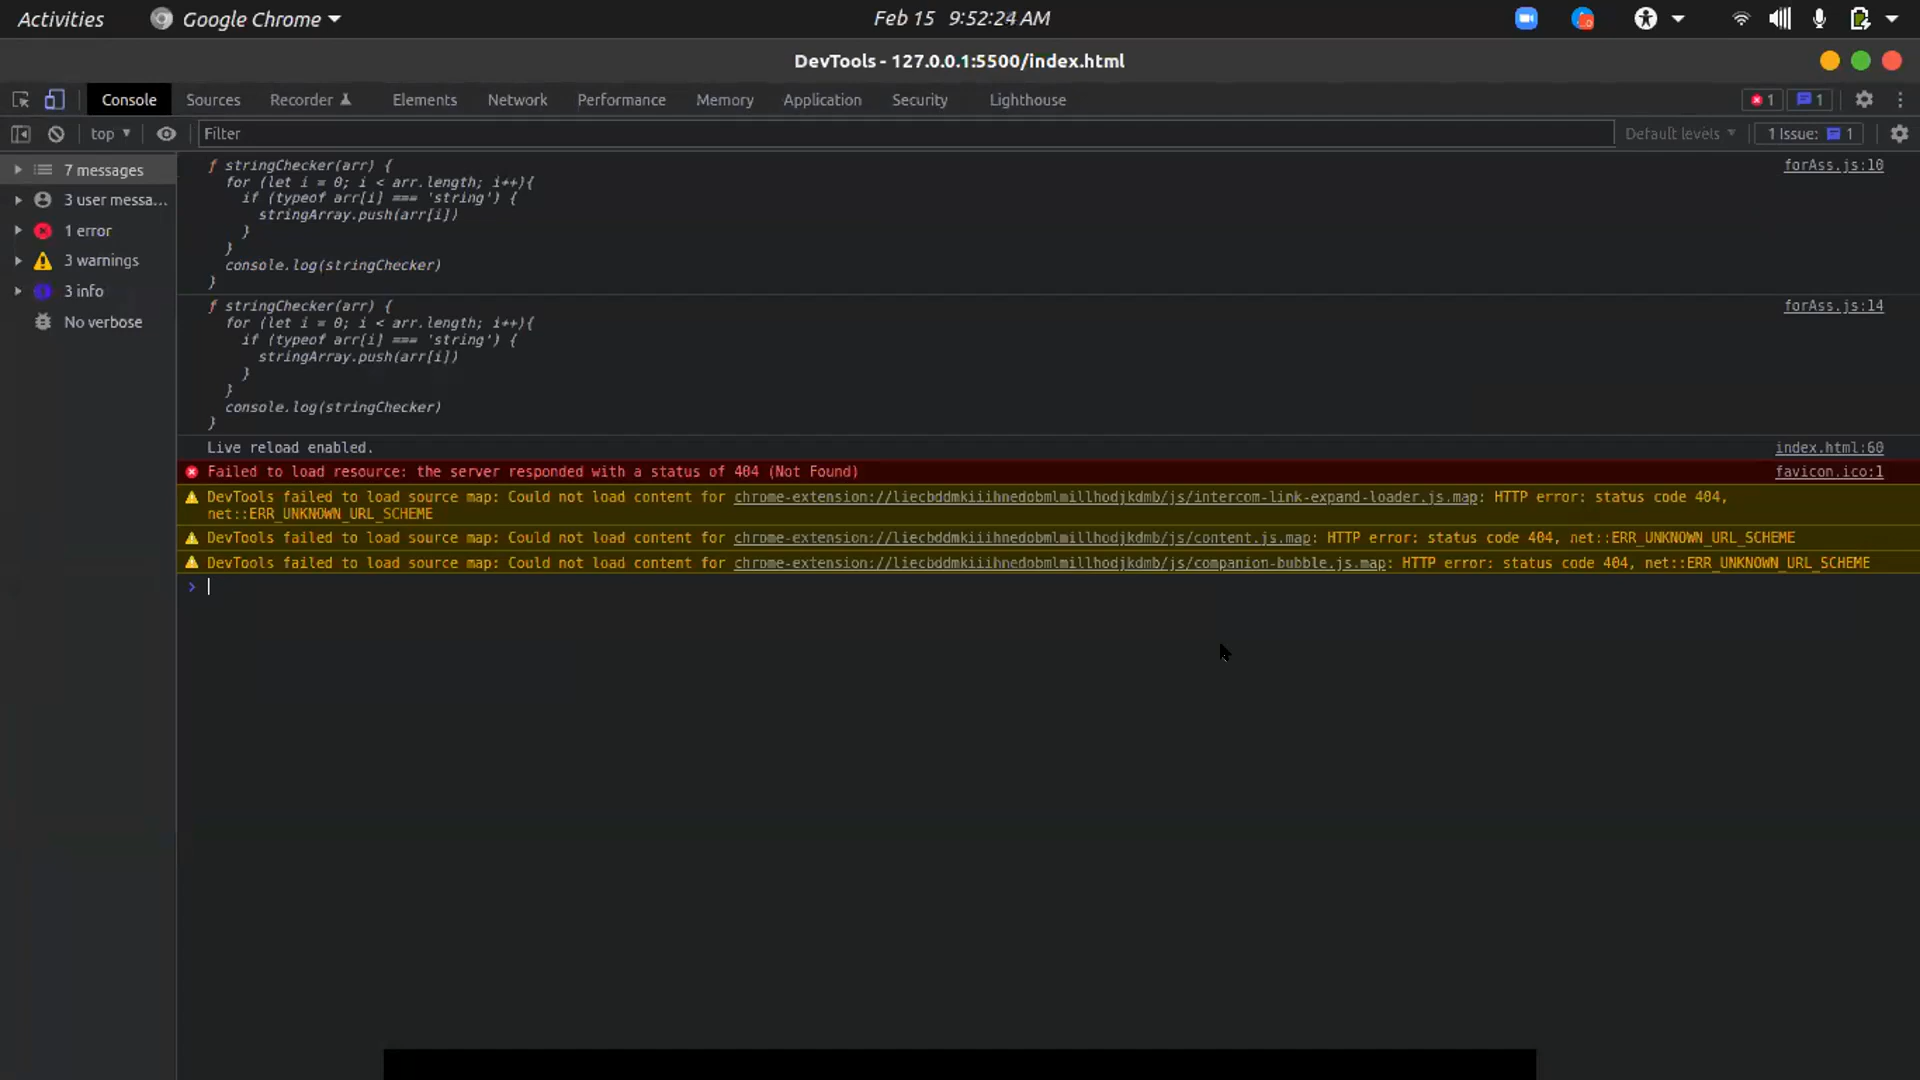 Activities Google Chrome Feb 15 9:52:24 AM
DevTools - 127.0.0.1:5500/index.html
Console Sources Recorder Elements Network Performance Memory Application Security Lighthouse 1 1
top Filter Default levels 1 Issue: 1
7 messages
3 user messa...
1 error
3 warnings
3 info
No verbose
ƒ stringChecker(arr) { forAss.js:10
for (let i = 0; i < arr.length; i++){
if (typeof arr[i] === 'string') {
stringArray.push(arr[i])
}
}
console.log(stringChecker)
}
ƒ stringChecker(arr) { forAss.js:14
for (let i = 0; i < arr.length; i++){
if (typeof arr[i] === 'string') {
stringArray.push(arr[i])
}
}
console.log(stringChecker)
}
Live reload enabled. index.html:60
Failed to load resource: the server responded with a status of 404 (Not Found) favicon.ico:1
DevTools failed to load source map: Could not load content for chrome-extension://liecbddmkiiihnedobmlmillhodjkdmb/js/intercom-link-expand-loader.js.map: HTTP error: status code 404,
net::ERR_UNKNOWN_URL_SCHEME
DevTools failed to load source map: Could not load content for chrome-extension://liecbddmkiiihnedobmlmillhodjkdmb/js/content.js.map: HTTP error: status code 404, net::ERR_UNKNOWN_URL_SCHEME
DevTools failed to load source map: Could not load content for chrome-extension://liecbddmkiiihnedobmlmillhodjkdmb/js/companion-bubble.js.map: HTTP error: status code 404, net::ERR_UNKNOWN_URL_SCHEME
>